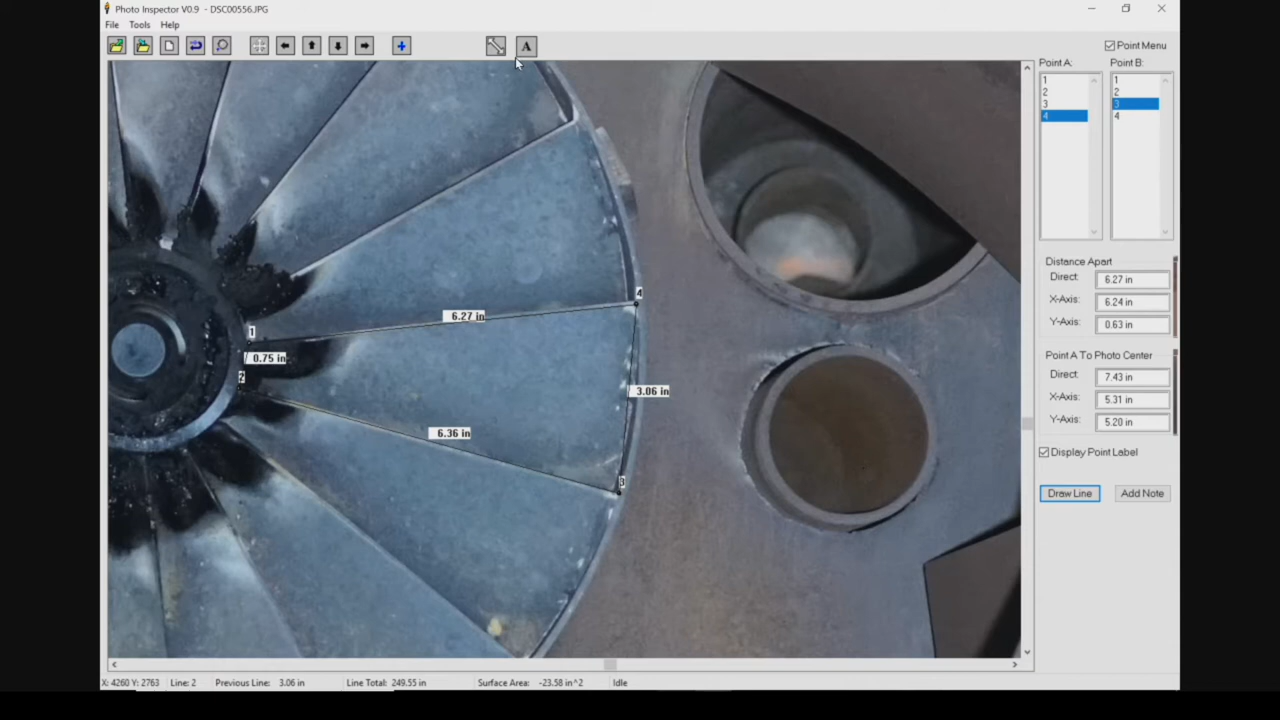 Photo Inspector V0.9 - DSC00556.JPG
File Tools Help
A
Point Menu
Point A: Point B:
1 1
2 2
3 3
4 4
Distance Apart
Direct: 6.27 in
X-Axis: 6.24 in
Y-Axis: 0.63 in
Point A To Photo Center
Direct: 7.43 in
X-Axis: 5.31 in
Y-Axis: 5.20 in
Display Point Label
Draw Line Add Note
4
6.27 in
1
0.75 in
2
3.06 in
6.36 in
3
X: 4260 Y: 2763 Line: 2 Previous Line: 3.06 in Line Total: 249.55 in Surface Area: -23.58 in^2 Idle